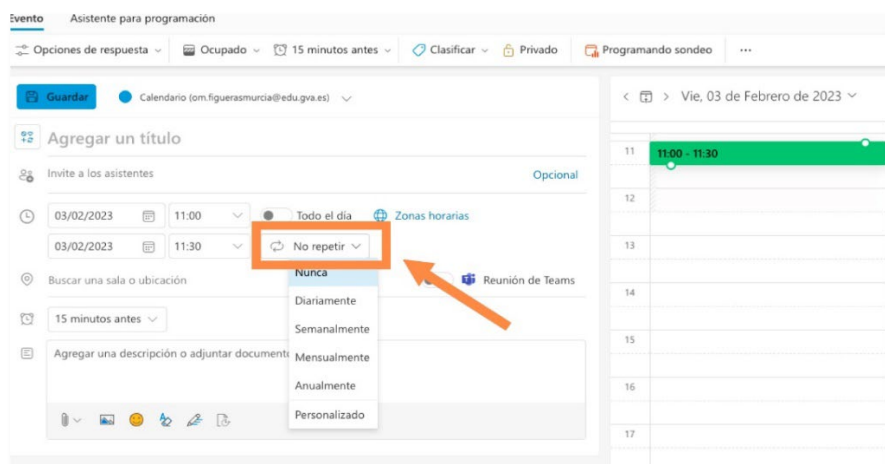 Evento Asistente para programación
Opciones de respuesta Ocupado 15 minutos antes Clasificar Privado Programando sondeo ...
Guardar Calendario (om.figuerasmurcia@edu.gva.es)
Agregar un título
Invite a los asistentes Opcional
03/02/2023 11:00 Todo el día Zonas horarias
03/02/2023 11:30 No repetir
Nunca
Buscar una sala o ubicación Reunión de Teams
Diariamente
15 minutos antes
Semanalmente
Agregar una descripción o adjuntar document
Mensualmente
Anualmente
Personalizado
Vie, 03 de Febrero de 2023
11 11:00 - 11:30
12
13
14
15
16
17